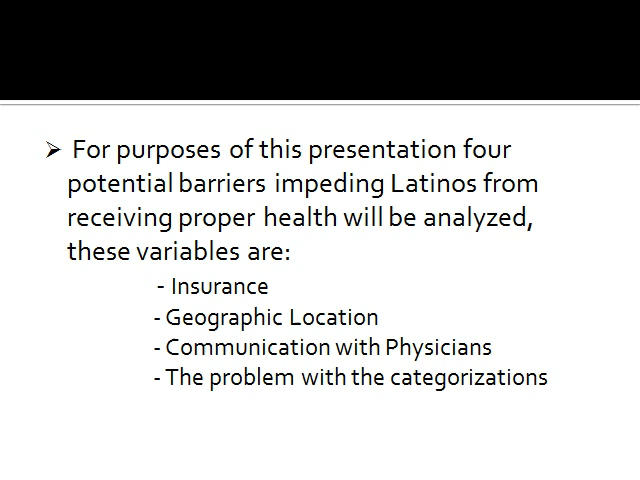 ➢ For purposes of this presentation four
potential barriers impeding Latinos from
receiving proper health will be analyzed,
these variables are:
- Insurance
- Geographic Location
- Communication with Physicians
- The problem with the categorizations